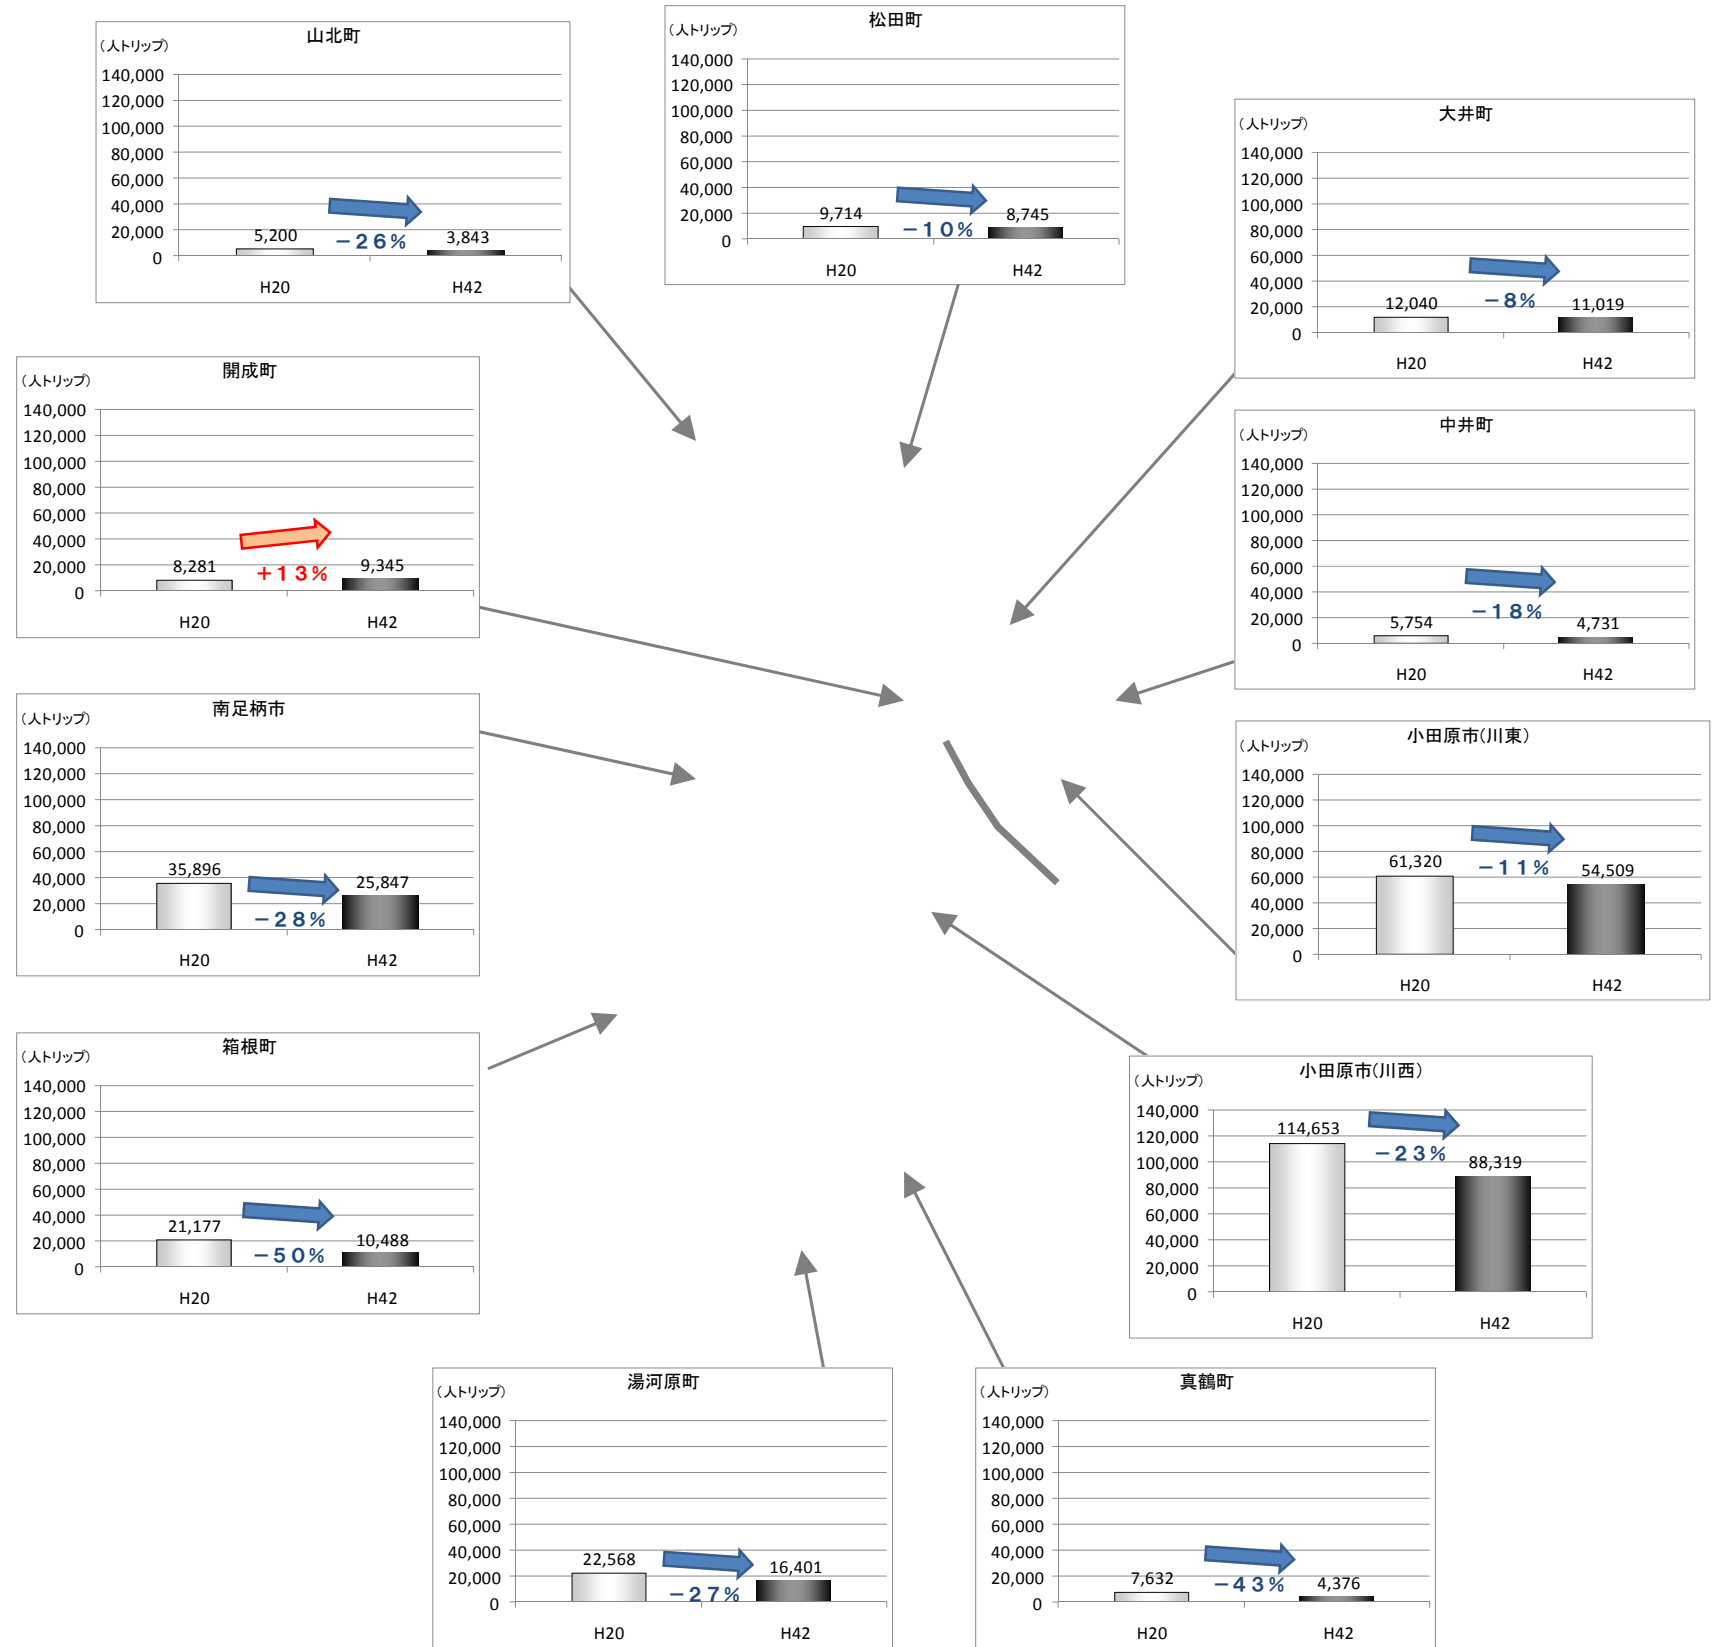 山北町
(人トリップ)
140,000
120,000
100,000
80,000
60,000
40,000
20,000
0
5,200
－26%
3,843
H20
H42
松田町
(人トリップ)
140,000
120,000
100,000
80,000
60,000
40,000
20,000
0
9,714
－10%
8,745
H20
H42
大井町
(人トリップ)
140,000
120,000
100,000
80,000
60,000
40,000
20,000
0
12,040
－8%
11,019
H20
H42
開成町
(人トリップ)
140,000
120,000
100,000
80,000
60,000
40,000
20,000
0
8,281
＋13%
9,345
H20
H42
中井町
(人トリップ)
140,000
120,000
100,000
80,000
60,000
40,000
20,000
0
5,754
－18%
4,731
H20
H42
南足柄市
(人トリップ)
140,000
120,000
100,000
80,000
60,000
40,000
20,000
0
35,896
－28%
25,847
H20
H42
小田原市(川東)
(人トリップ)
140,000
120,000
100,000
80,000
60,000
40,000
20,000
0
61,320
－11%
54,509
H20
H42
箱根町
(人トリップ)
140,000
120,000
100,000
80,000
60,000
40,000
20,000
0
21,177
－50%
10,488
H20
H42
小田原市(川西)
(人トリップ)
140,000
120,000
100,000
80,000
60,000
40,000
20,000
0
114,653
－23%
88,319
H20
H42
湯河原町
(人トリップ)
140,000
120,000
100,000
80,000
60,000
40,000
20,000
0
22,568
－27%
16,401
H20
H42
真鶴町
(人トリップ)
140,000
120,000
100,000
80,000
60,000
40,000
20,000
0
7,632
－43%
4,376
H20
H42